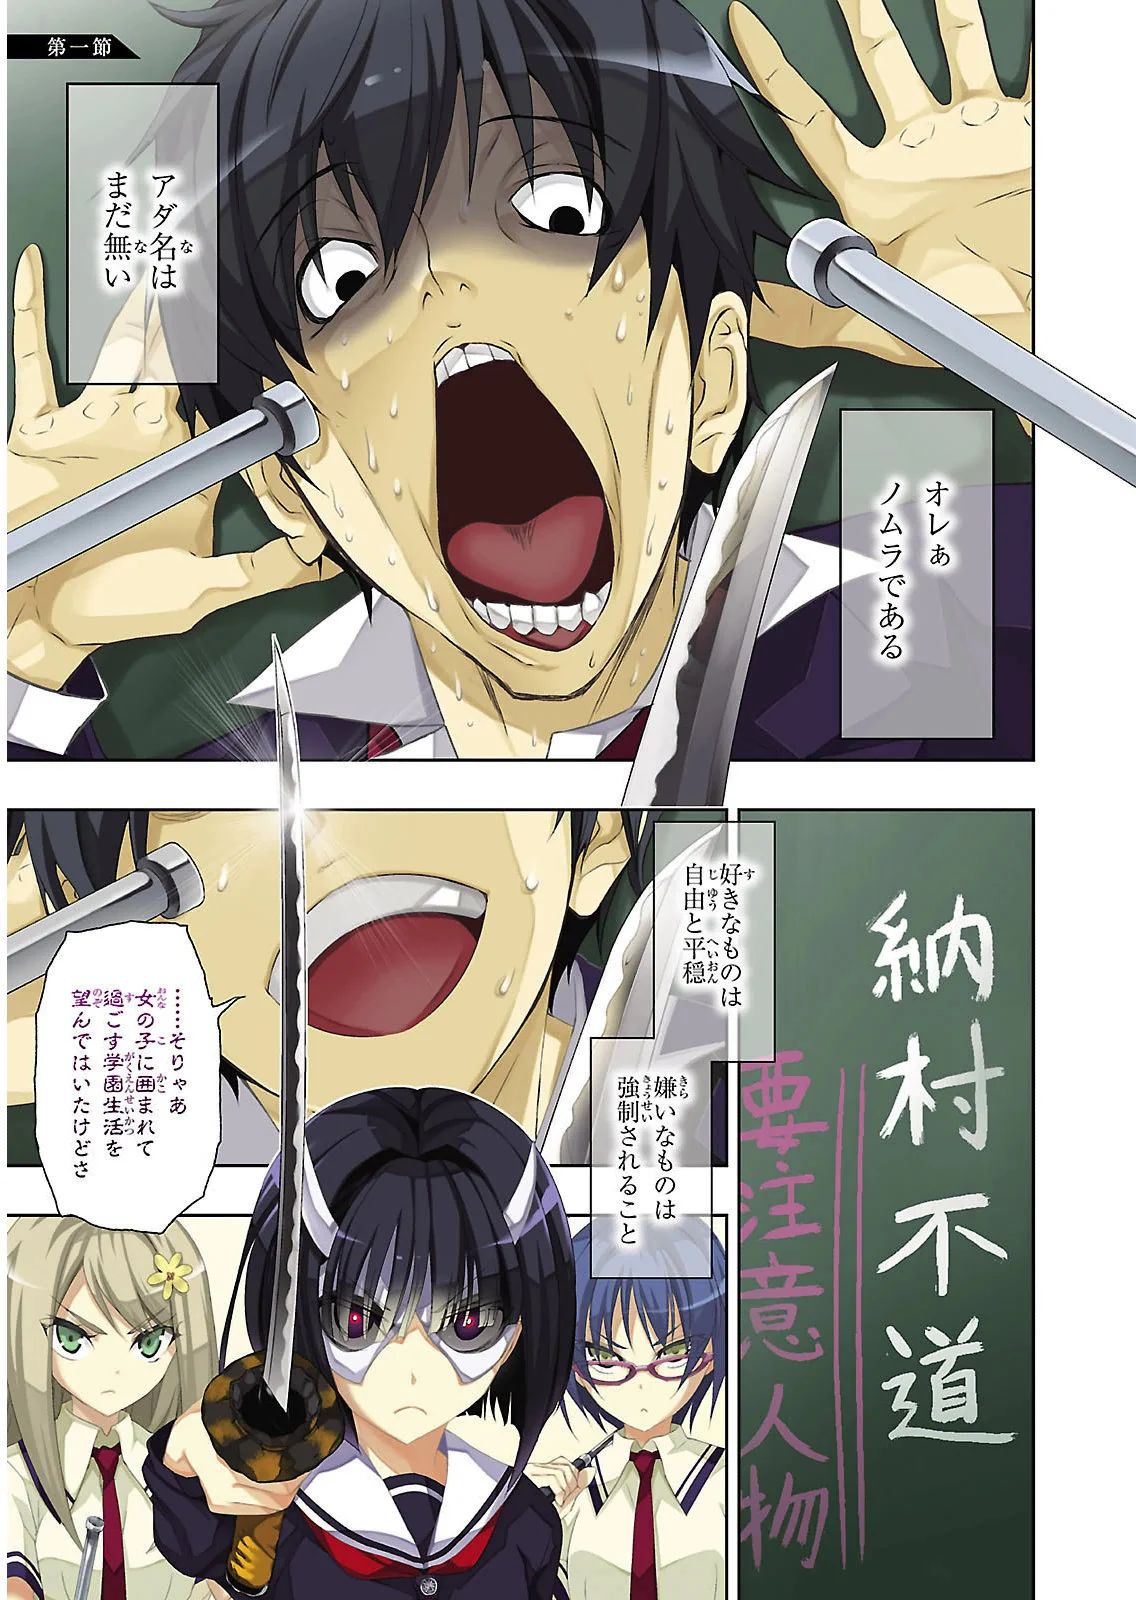 第一節
オレぁ
ノムラである
アダ名は
まだ無い
納村不道
要注意人物
好きなものは
自由と平穏
嫌いなものは
強制されること
……そりゃあ
女の子に囲まれて
過ごす学園生活を
望んではいたけどさ